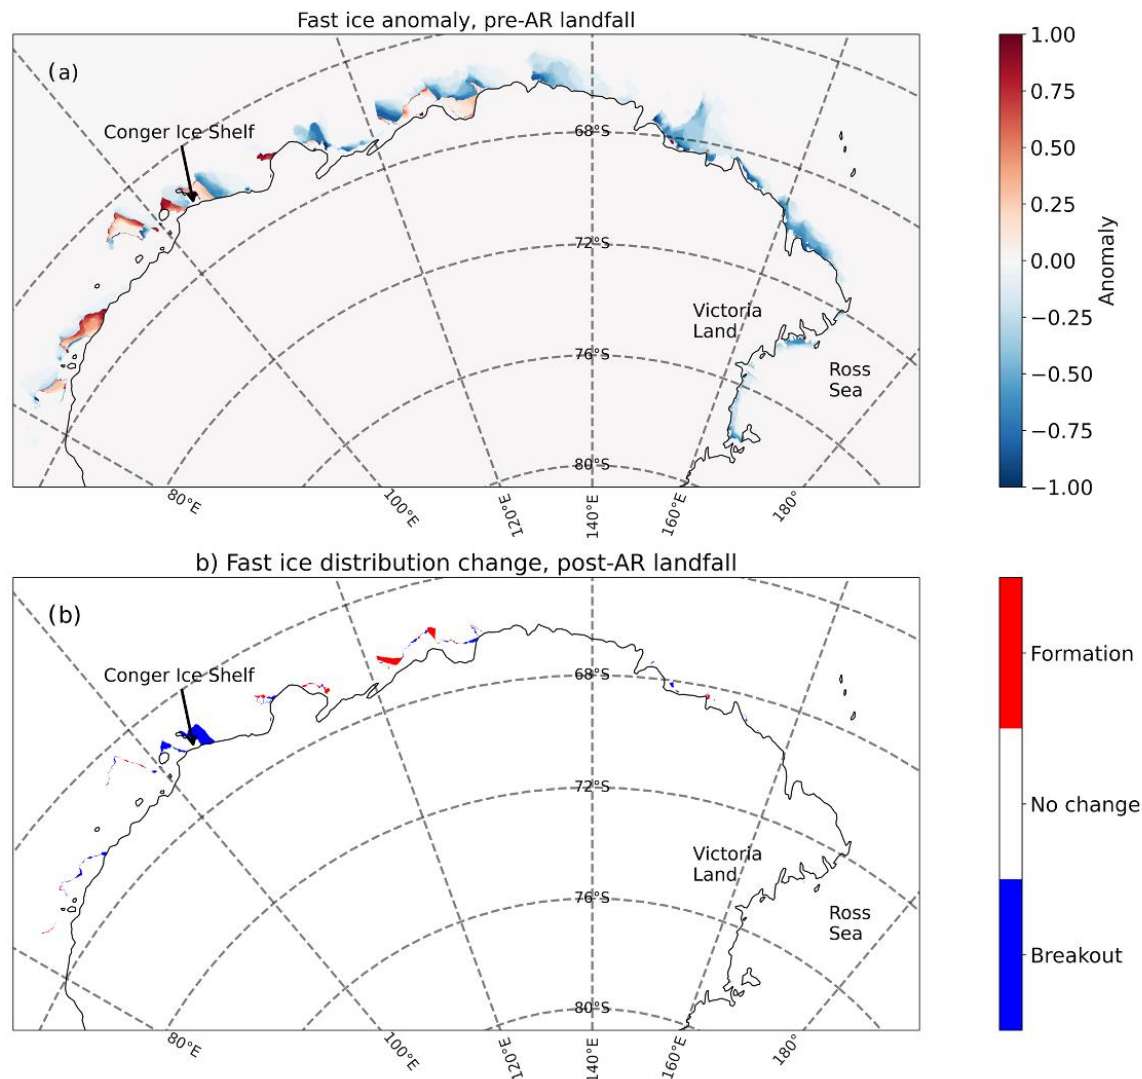 Fast ice anomaly, pre-AR landfall
(a)
Conger Ice Shelf
68°S
72°S
76°S
80°S
Victoria
Land
Ross
Sea
80°E
100°E
120°E
140°E
160°E
180°
1.00
0.75
0.50
0.25
0.00
−0.25
−0.50
−0.75
−1.00
Anomaly
b) Fast ice distribution change, post-AR landfall
(b)
Conger Ice Shelf
68°S
72°S
76°S
80°S
Victoria
Land
Ross
Sea
80°E
100°E
120°E
140°E
160°E
180°
Formation
No change
Breakout